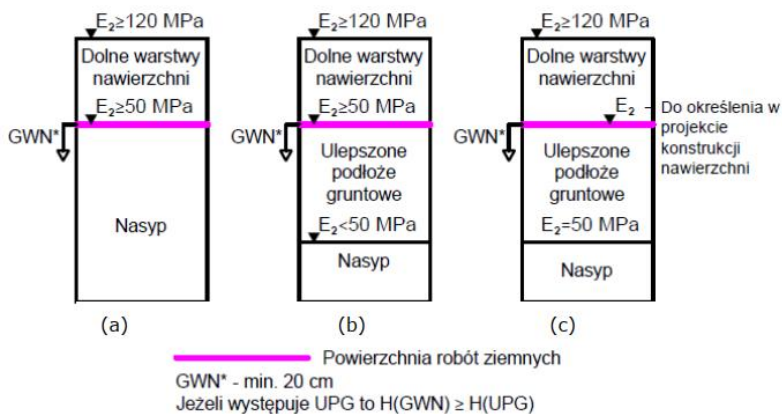 E₂≥120 MPa
Dolne warstwy
nawierzchni
E₂≥50 MPa
GWN*
Nasyp
(a)
E₂≥120 MPa
Dolne warstwy
nawierzchni
E₂≥50 MPa
GWN*
Ulepszone
podłoże
gruntowe
E₂<50 MPa
Nasyp
(b)
E₂≥120 MPa
Dolne warstwy
nawierzchni
E₂ - Do określenia w
projekcie
konstrukcji
nawierzchni
GWN*
Ulepszone
podłoże
gruntowe
E₂=50 MPa
Nasyp
(c)
Powierzchnia robót ziemnych
GWN* - min. 20 cm
Jeżeli występuje UPG to H(GWN) ≥ H(UPG)